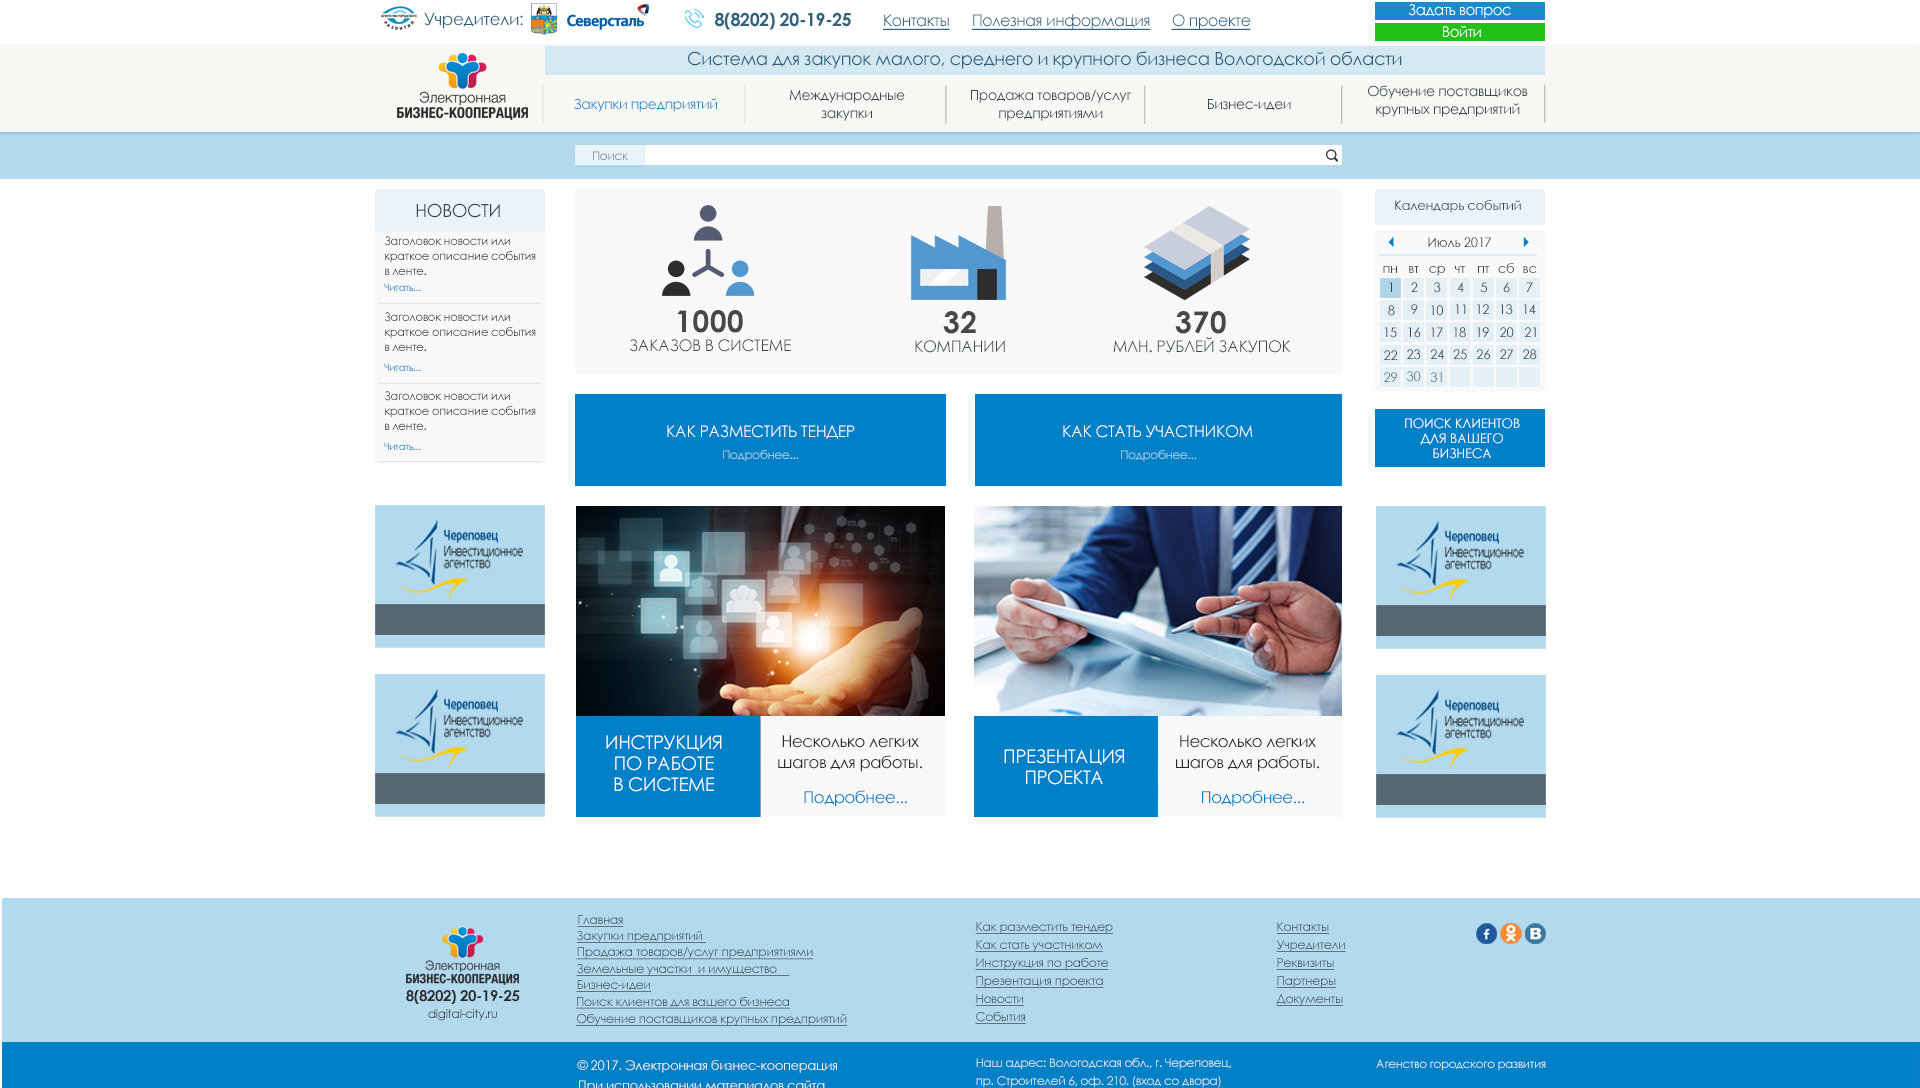 Учредители:
Северсталь
8(8202) 20-19-25
Контакты
Полезная информация
О проекте
Задать вопрос
Войти
Электронная
БИЗНЕС-КООПЕРАЦИЯ
Система для закупок малого, среднего и крупного бизнеса Вологодской области
Закупки предприятий
Международные
закупки
Продажа товаров/услуг
предприятиями
Бизнес-идеи
Обучение поставщиков
крупных предприятий
Поиск
НОВОСТИ
Заголовок новости или
краткое описание события
в ленте.
Читать...
Заголовок новости или
краткое описание события
в ленте.
Читать...
Заголовок новости или
краткое описание события
в ленте.
Читать...
1000
ЗАКАЗОВ В СИСТЕМЕ
32
КОМПАНИИ
370
МЛН. РУБЛЕЙ ЗАКУПОК
Календарь событий
Июль 2017
пн вт ср чт пт сб вс
1 2 3 4 5 6 7
8 9 10 11 12 13 14
15 16 17 18 19 20 21
22 23 24 25 26 27 28
29 30 31
КАК РАЗМЕСТИТЬ ТЕНДЕР
Подробнее...
КАК СТАТЬ УЧАСТНИКОМ
Подробнее...
ПОИСК КЛИЕНТОВ
ДЛЯ ВАШЕГО
БИЗНЕСА
Череповец
Инвестиционное
агентство
Череповец
Инвестиционное
агентство
ИНСТРУКЦИЯ
ПО РАБОТЕ
В СИСТЕМЕ
Несколько легких
шагов для работы.
Подробнее...
ПРЕЗЕНТАЦИЯ
ПРОЕКТА
Несколько легких
шагов для работы.
Подробнее...
Череповец
Инвестиционное
агентство
Череповец
Инвестиционное
агентство
Электронная
БИЗНЕС-КООПЕРАЦИЯ
8(8202) 20-19-25
digital-city.ru
Главная
Закупки предприятий
Продажа товаров/услуг предприятиями
Земельные участки и имущество
Бизнес-идеи
Поиск клиентов для вашего бизнеса
Обучение поставщиков крупных предприятий
Как разместить тендер
Как стать участником
Инструкция по работе
Презентация проекта
Новости
События
Контакты
Учредители
Реквизиты
Партнеры
Документы
© 2017. Электронная бизнес-кооперация
При использовании материалов сайта
Наш адрес: Вологодская обл., г. Череповец,
пр. Строителей 6, оф. 210. (вход со двора)
Агенство городского развития